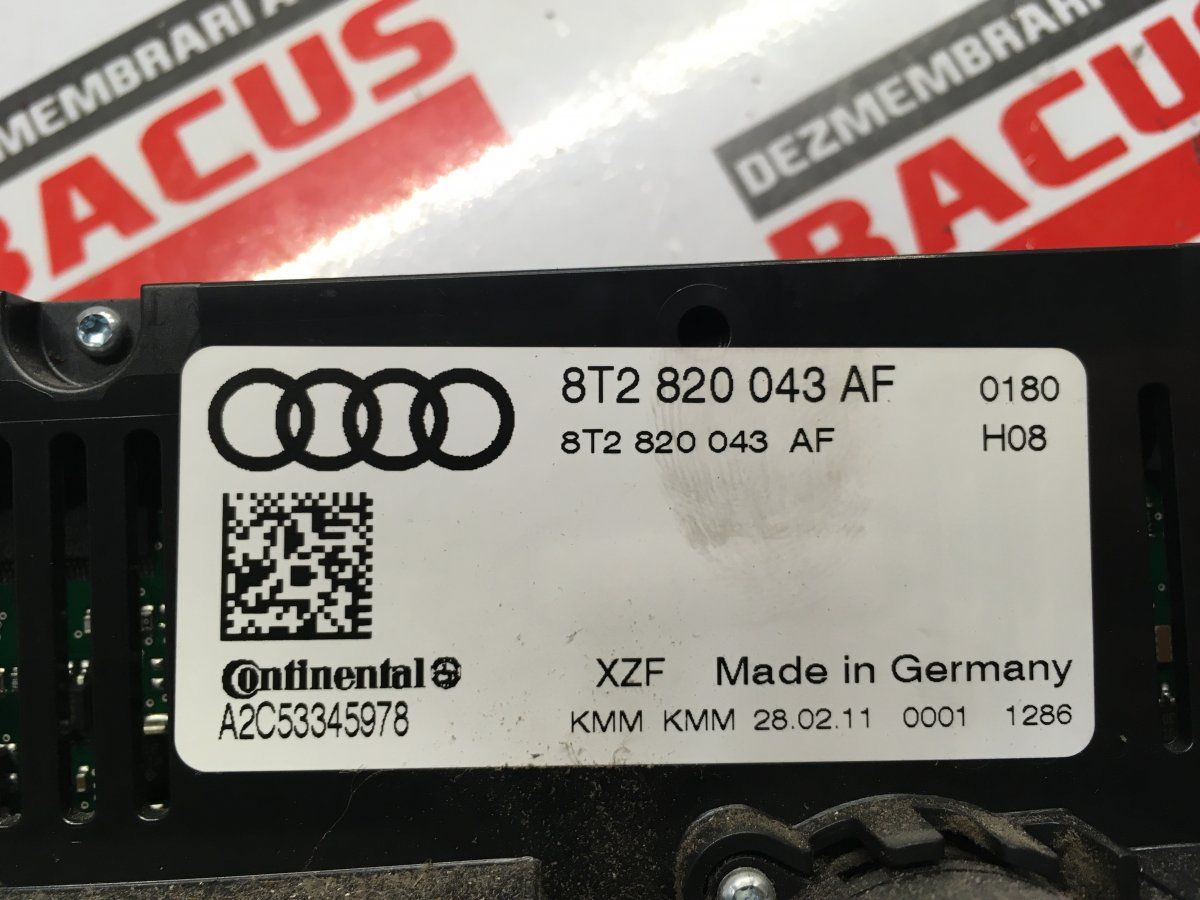 DEZMEMBRARI A
BACUS
DEZMEMBRARI A
BACUS
8T2 820 043 AF 0180
8T2 820 043 AF H08
Continental
XZF Made in Germany
A2C53345978
KMM KMM 28.02.11 0001 1286